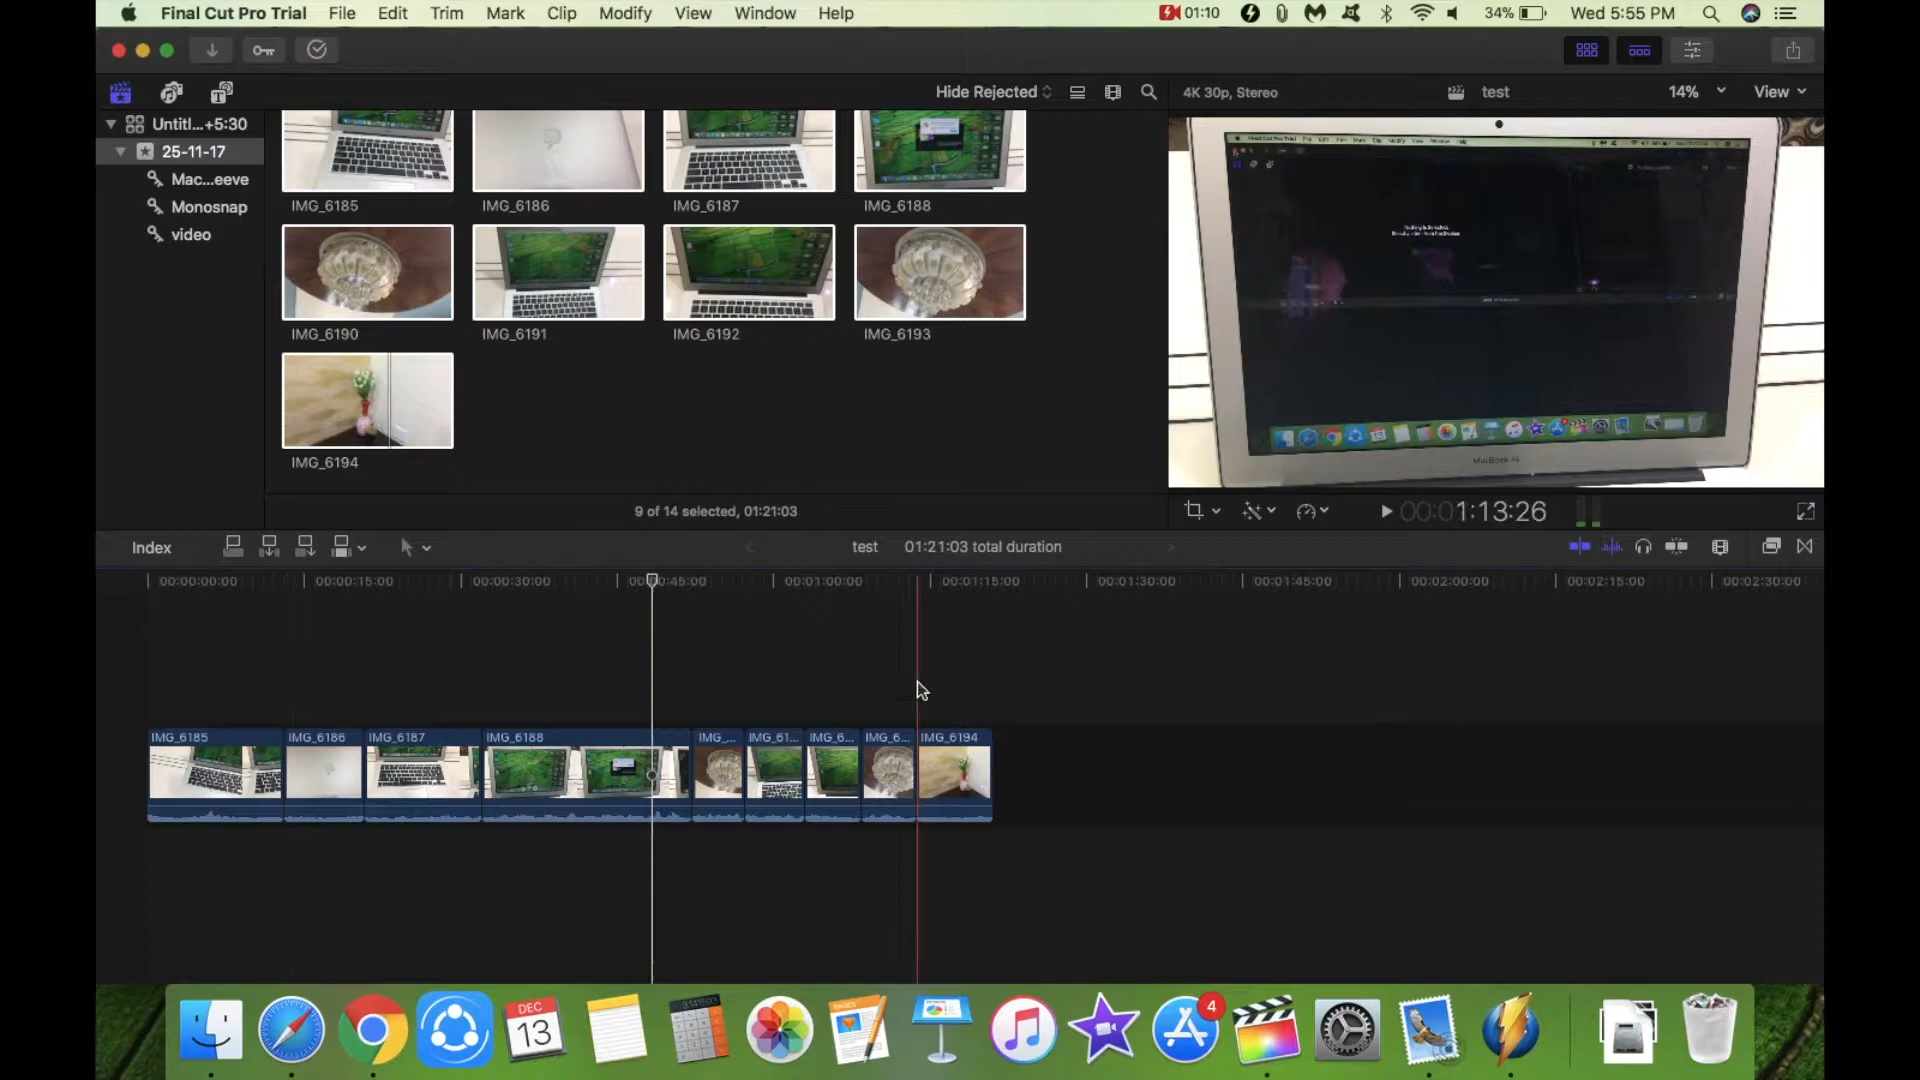 Final Cut Pro Trial File Edit Trim Mark Clip Modify View Window Help 01:10 34% Wed 5:55 PM
Hide Rejected 4K 30p, Stereo test 14% View
Untitl...+5:30
25-11-17
Mac...eeve
Monosnap
video
IMG_6185 IMG_6186 IMG_6187 IMG_6188
IMG_6190 IMG_6191 IMG_6192 IMG_6193
IMG_6194
MacBook Air
9 of 14 selected, 01:21:03
00:01:13:26
Index test 01:21:03 total duration
00:00:00:00 00:00:15:00 00:00:30:00 00:00:45:00 00:01:00:00 00:01:15:00 00:01:30:00 00:01:45:00 00:02:00:00 00:02:15:00 00:02:30:00
IMG_6185 IMG_6186 IMG_6187 IMG_6188 IMG_... IMG_61... IMG_6... IMG_6... IMG_6194
DEC
13
3.141593
PAGES
4